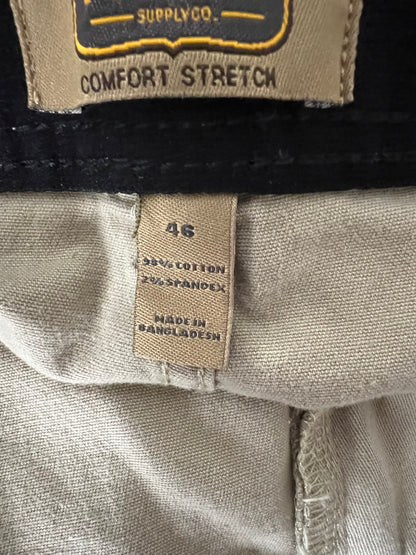 SUPPLY CO.
COMFORT STRETCH
46
98% COTTON
2% SPANDEX
MADE IN
BANGLADESH